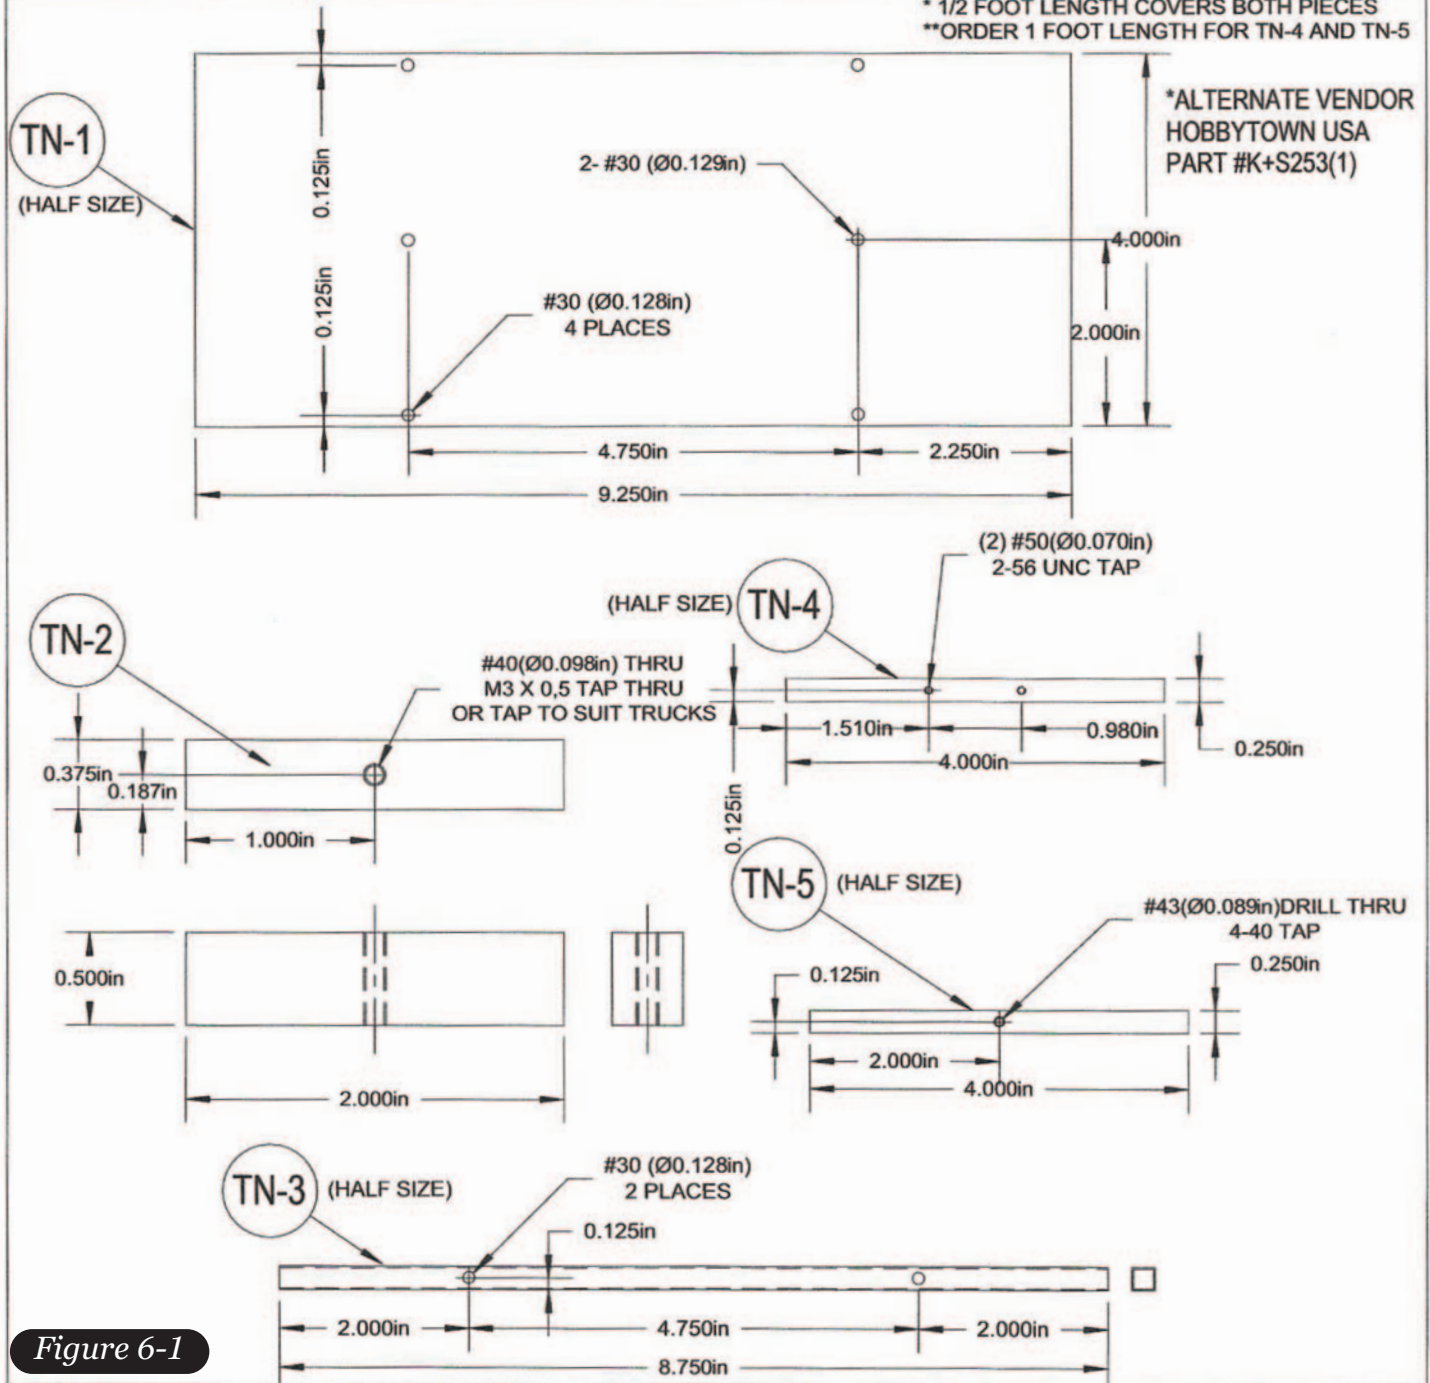 * 1/2 FOOT LENGTH COVERS BOTH PIECES
**ORDER 1 FOOT LENGTH FOR TN-4 AND TN-5
*ALTERNATE VENDOR
HOBBYTOWN USA
PART #K+S253(1)
TN-1
(HALF SIZE)
0.125in
2- #30 (Ø0.129in)
4.000in
0.125in
#30 (Ø0.128in)
4 PLACES
2.000in
4.750in
2.250in
9.250in
(2) #50(Ø0.070in)
2-56 UNC TAP
(HALF SIZE)
TN-4
TN-2
#40(Ø0.098in) THRU
M3 X 0,5 TAP THRU
OR TAP TO SUIT TRUCKS
1.510in
0.980in
0.250in
4.000in
0.125in
0.375in
0.187in
1.000in
TN-5
(HALF SIZE)
#43(Ø0.089in)DRILL THRU
4-40 TAP
0.125in
0.250in
0.500in
2.000in
4.000in
2.000in
TN-3
(HALF SIZE)
#30 (Ø0.128in)
2 PLACES
0.125in
2.000in
4.750in
2.000in
8.750in
Figure 6-1